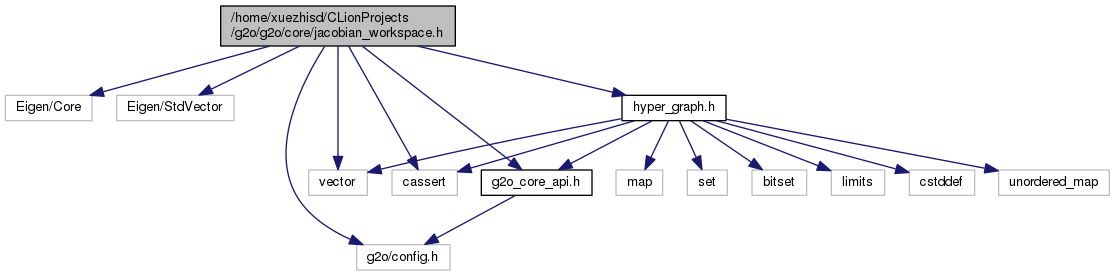 /home/xuezhisd/CLionProjects
/g2o/g2o/core/jacobian_workspace.h
Eigen/Core
Eigen/StdVector
hyper_graph.h
vector
cassert
g2o_core_api.h
map
set
bitset
limits
cstddef
unordered_map
g2o/config.h